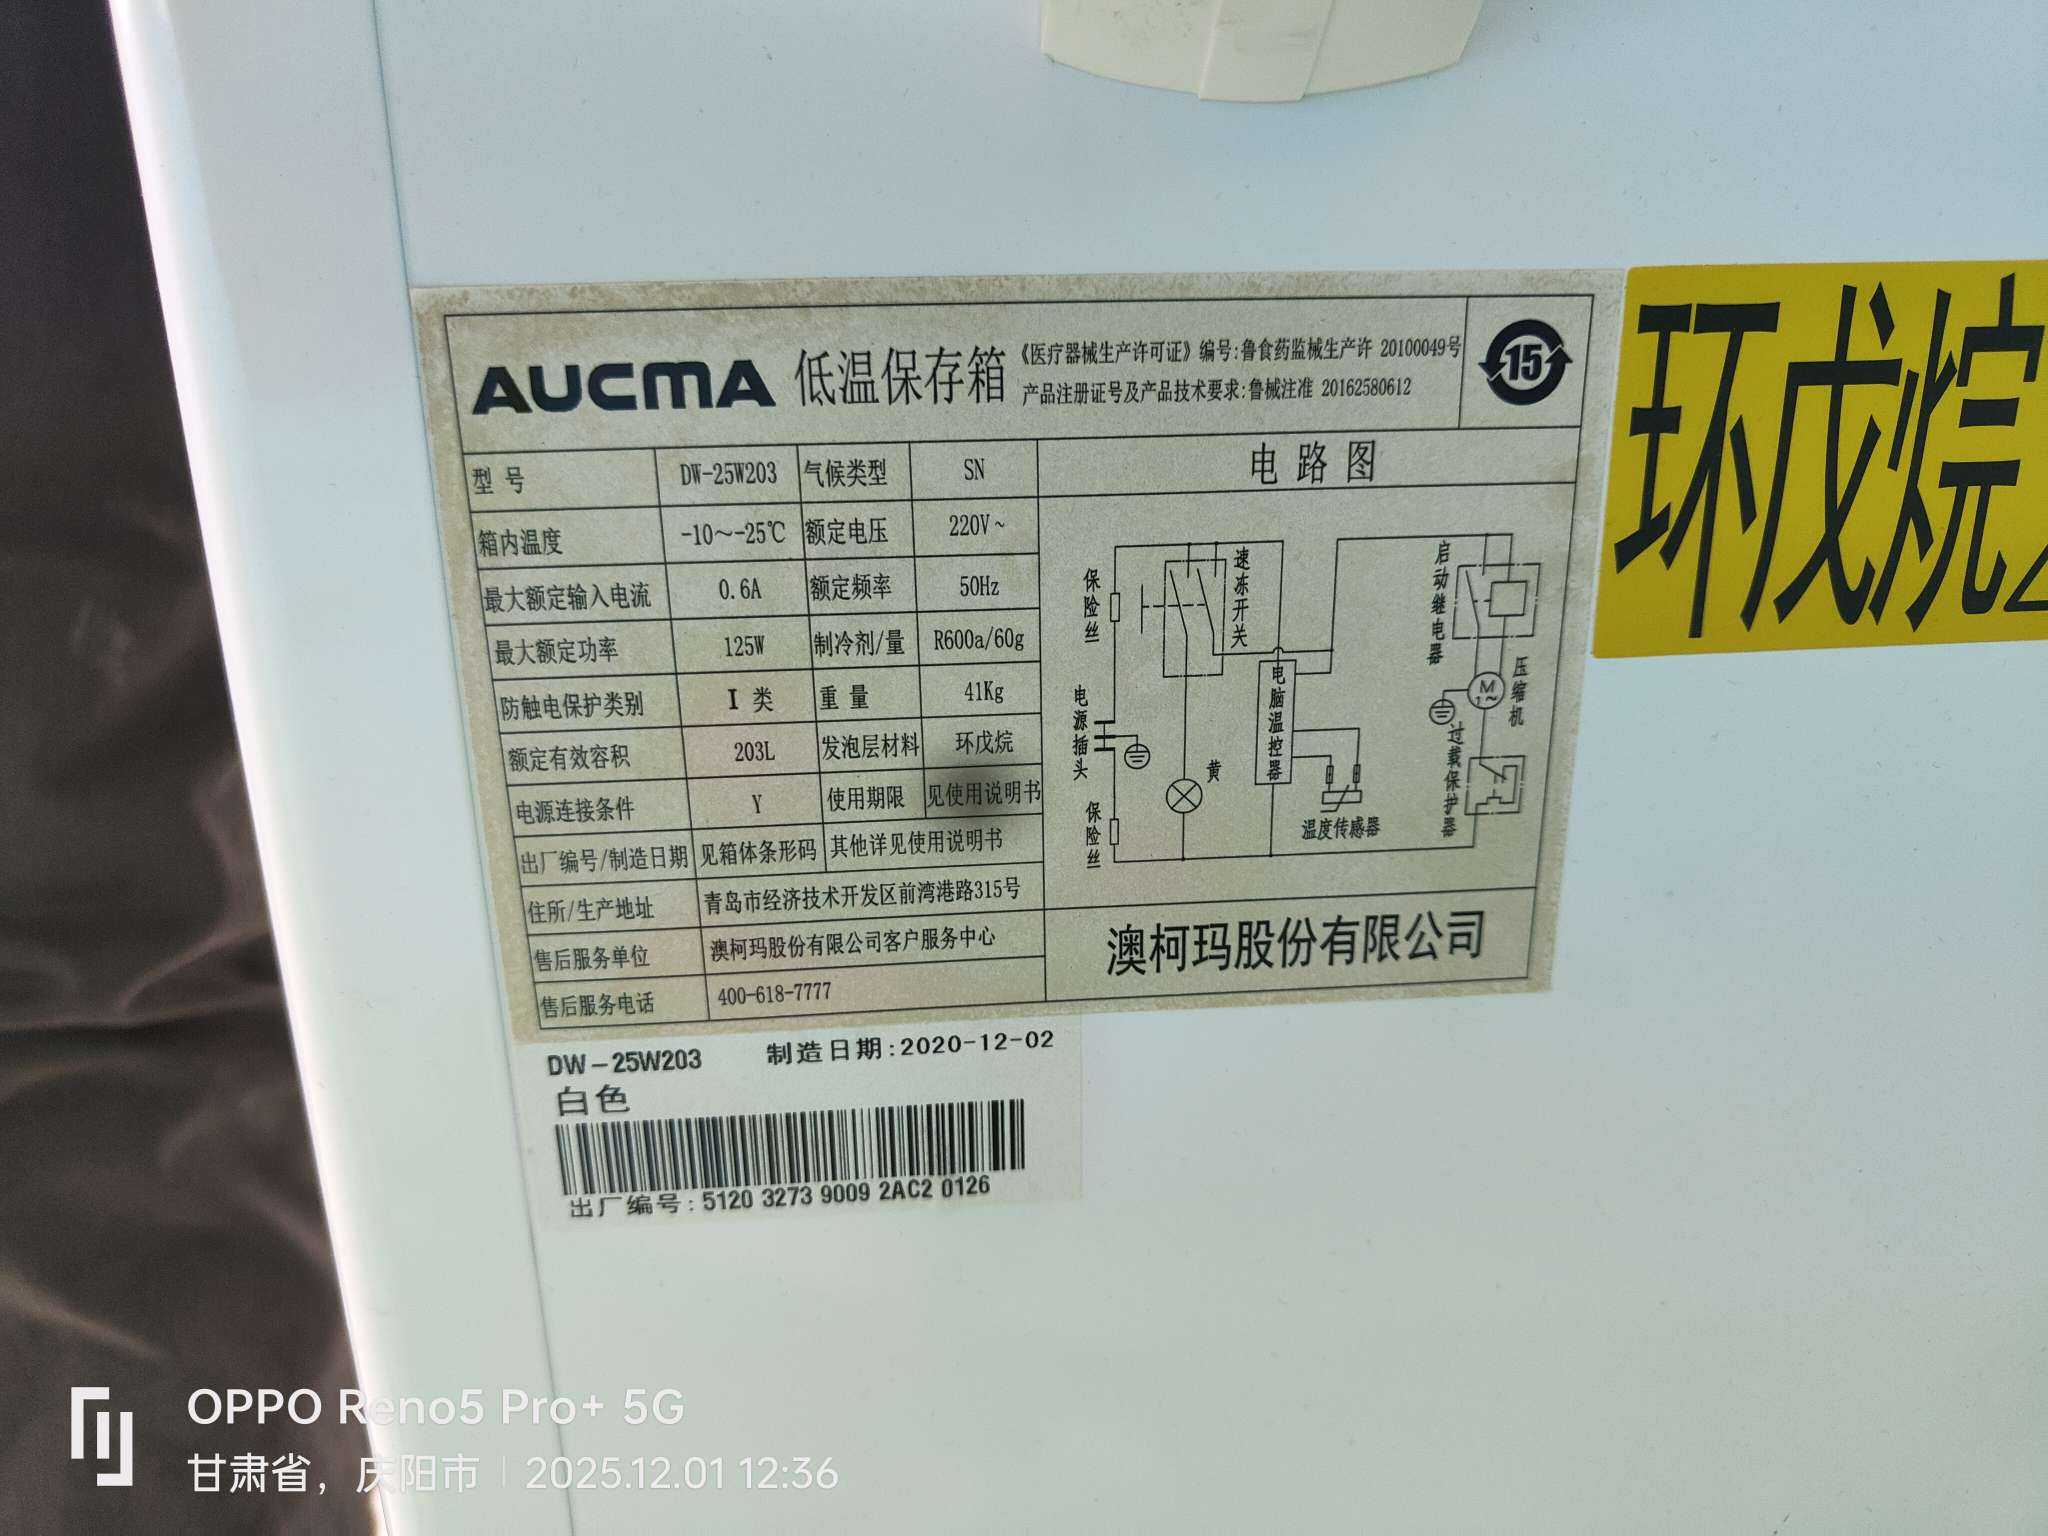 AUCMA 低温保存箱
《医疗器械生产许可证》编号:鲁食药监械生产许 20100049号
产品注册证号及产品技术要求:鲁械注准 20162580612
15
型号 DW-25W203 气候类型 SN
箱内温度 -10～-25℃ 额定电压 220V~
最大额定输入电流 0.6A 额定频率 50Hz
最大额定功率 125W 制冷剂/量 R600a/60g
防触电保护类别 I 类 重量 41Kg
额定有效容积 203L 发泡层材料 环戊烷
电源连接条件 Y 使用期限 见使用说明书
出厂编号/制造日期 见箱体条形码 其他详见使用说明书
住所/生产地址 青岛市经济技术开发区前湾港路315号
售后服务单位 澳柯玛股份有限公司客户服务中心
售后服务电话 400-618-7777
电路图
保险丝
速冻开关
启动继电器
电源插头
电脑温控器
M
1~
压缩机
过载保护器
黄
保险丝
温度传感器
澳柯玛股份有限公司
环戊烷
DW-25W203 制造日期:2020-12-02
白色
出厂编号: 5120 3273 9009 2AC2 0126
OPPO Reno5 Pro+ 5G
甘肃省，庆阳市 | 2025.12.01 12:36